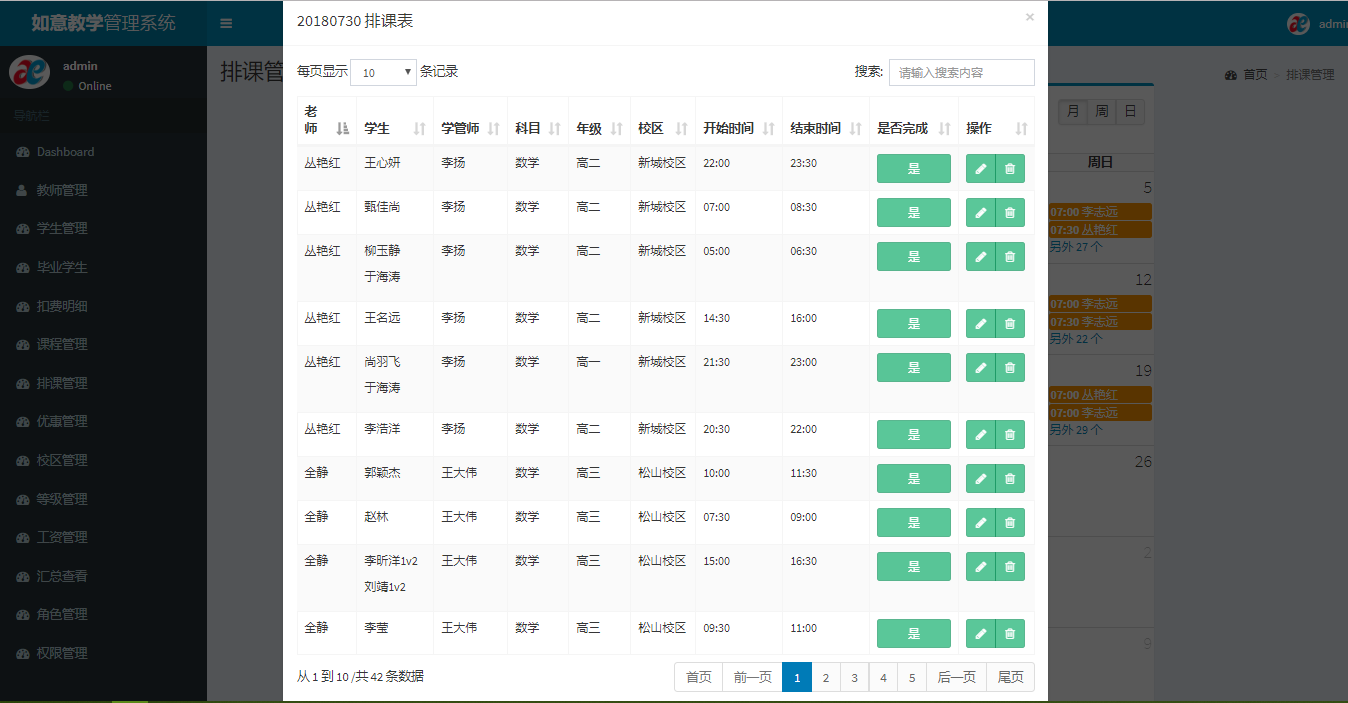 如意教学管理系统
admin
admin
Online
导航栏
Dashboard
教师管理
学生管理
毕业学生
扣费明细
课程管理
排课管理
优惠管理
校区管理
等级管理
工资管理
汇总查看
角色管理
权限管理
排课管
首页 > 排课管理
20180730 排课表 ×
每页显示 10 条记录 搜索: 请输入搜索内容
老师 学生 学管师 科目 年级 校区 开始时间 结束时间 是否完成 操作
丛艳红 王心妍 李扬 数学 高二 新城校区 22:00 23:30 是
丛艳红 甄佳尚 李扬 数学 高二 新城校区 07:00 08:30 是
丛艳红 柳玉静 李扬 数学 高二 新城校区 05:00 06:30 是
于海涛
丛艳红 王名远 李扬 数学 高二 新城校区 14:30 16:00 是
丛艳红 尚羽飞 李扬 数学 高一 新城校区 21:30 23:00 是
于海涛
丛艳红 李浩洋 李扬 数学 高二 新城校区 20:30 22:00 是
全静 郭颖杰 王大伟 数学 高三 松山校区 10:00 11:30 是
全静 赵林 王大伟 数学 高三 松山校区 07:30 09:00 是
全静 李昕洋1v2 王大伟 数学 高三 松山校区 15:00 16:30 是
刘靖1v2
全静 李莹 王大伟 数学 高三 松山校区 09:30 11:00 是
从 1 到 10 /共 42 条数据
首页 前一页 1 2 3 4 5 后一页 尾页
月 周 日
周日
5
07:00 李志远
07:30 丛艳红
另外 27 个
12
07:00 李志远
07:30 李志远
另外 22 个
19
07:00 丛艳红
07:00 李志远
另外 29 个
26
2
9